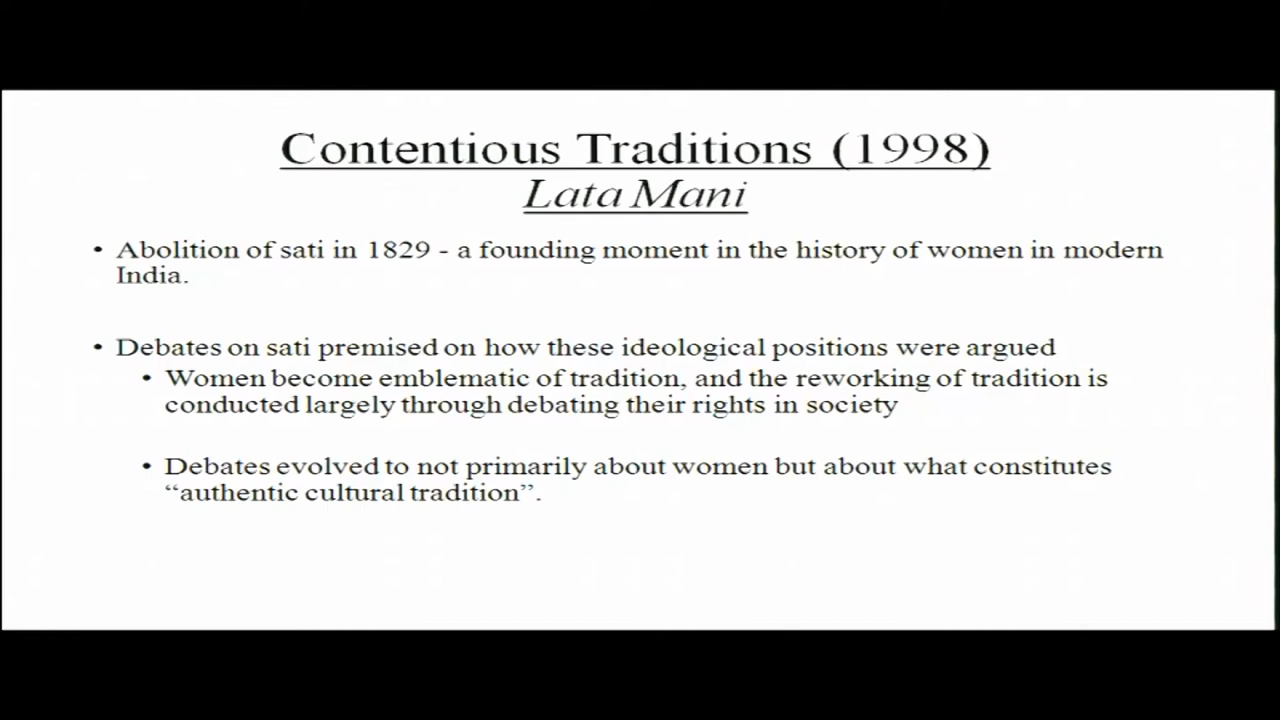 Contentious Traditions (1998)
Lata Mani
• Abolition of sati in 1829 - a founding moment in the history of women in modern
India.
• Debates on sati premised on how these ideological positions were argued
• Women become emblematic of tradition, and the reworking of tradition is
conducted largely through debating their rights in society
• Debates evolved to not primarily about women but about what constitutes
“authentic cultural tradition”.